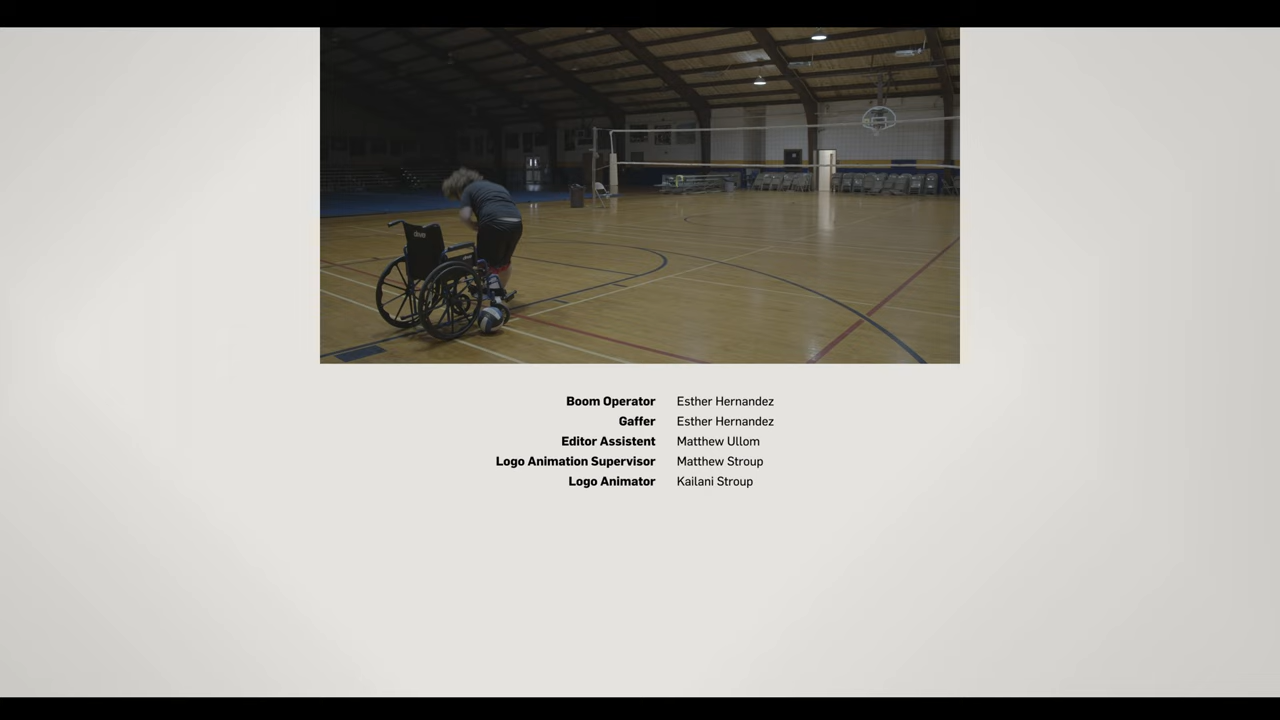 Boom Operator Esther Hernandez
Gaffer Esther Hernandez
Editor Assistent Matthew Ullom
Logo Animation Supervisor Matthew Stroup
Logo Animator Kailani Stroup